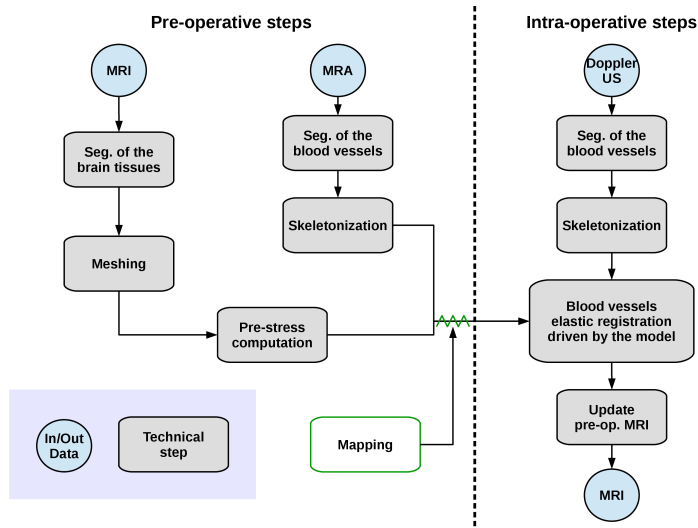 Pre-operative steps
Intra-operative steps
MRI
MRA
Doppler
US
Seg. of the
brain tissues
Seg. of the
blood vessels
Seg. of the
blood vessels
Skeletonization
Skeletonization
Meshing
Pre-stress
computation
Blood vessels
elastic registration
driven by the model
In/Out
Data
Technical
step
Mapping
Update
pre-op. MRI
MRI